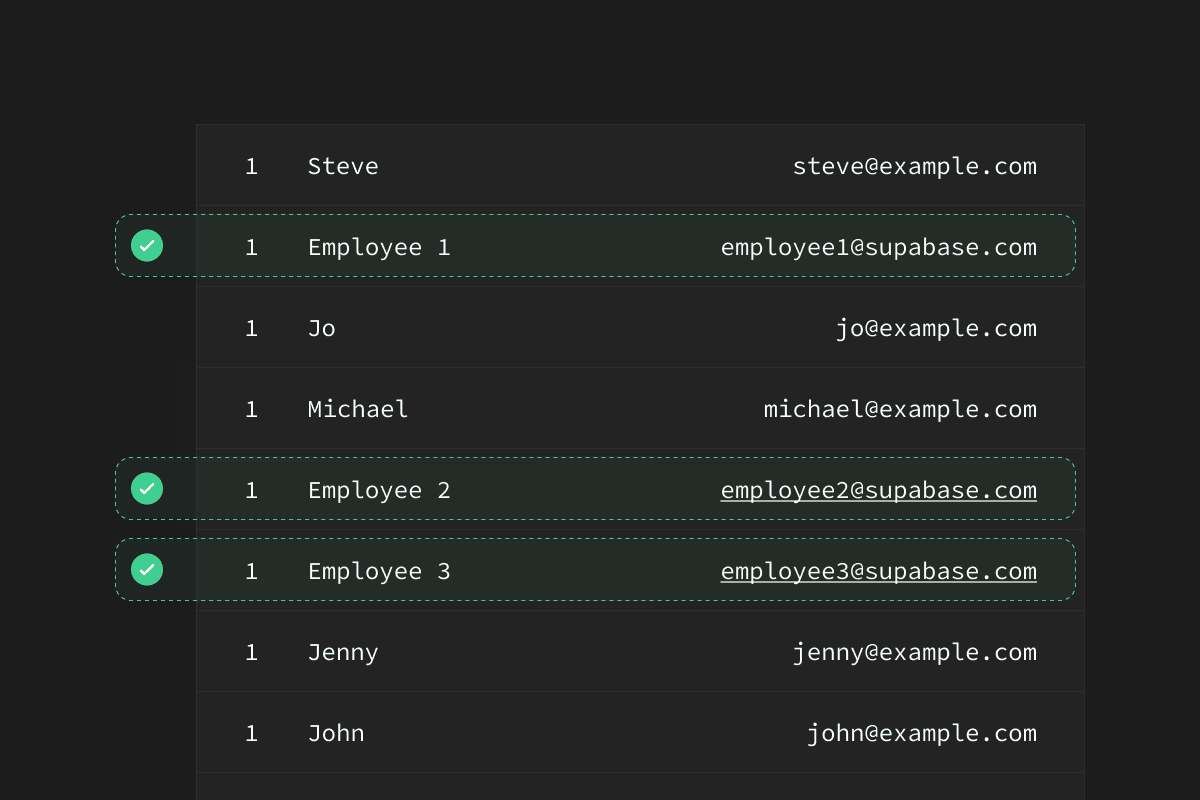 1 Steve steve@example.com
1 Employee 1 employee1@supabase.com
1 Jo jo@example.com
1 Michael michael@example.com
1 Employee 2 employee2@supabase.com
1 Employee 3 employee3@supabase.com
1 Jenny jenny@example.com
1 John john@example.com